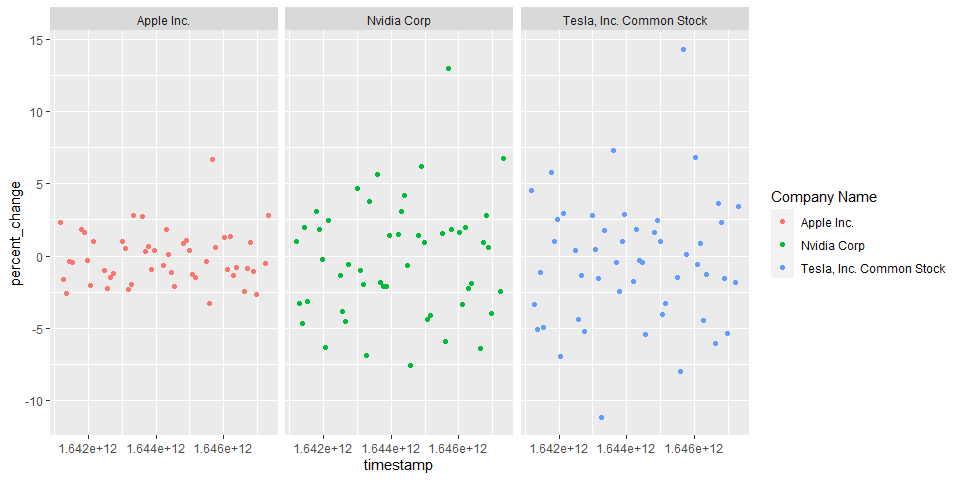 Apple Inc.
Nvidia Corp
Tesla, Inc. Common Stock
15
10
5
0
-5
-10
percent_change
1.642e+12
1.644e+12
1.646e+12
1.642e+12
1.644e+12
1.646e+12
1.642e+12
1.644e+12
1.646e+12
timestamp
Company Name
Apple Inc.
Nvidia Corp
Tesla, Inc. Common Stock